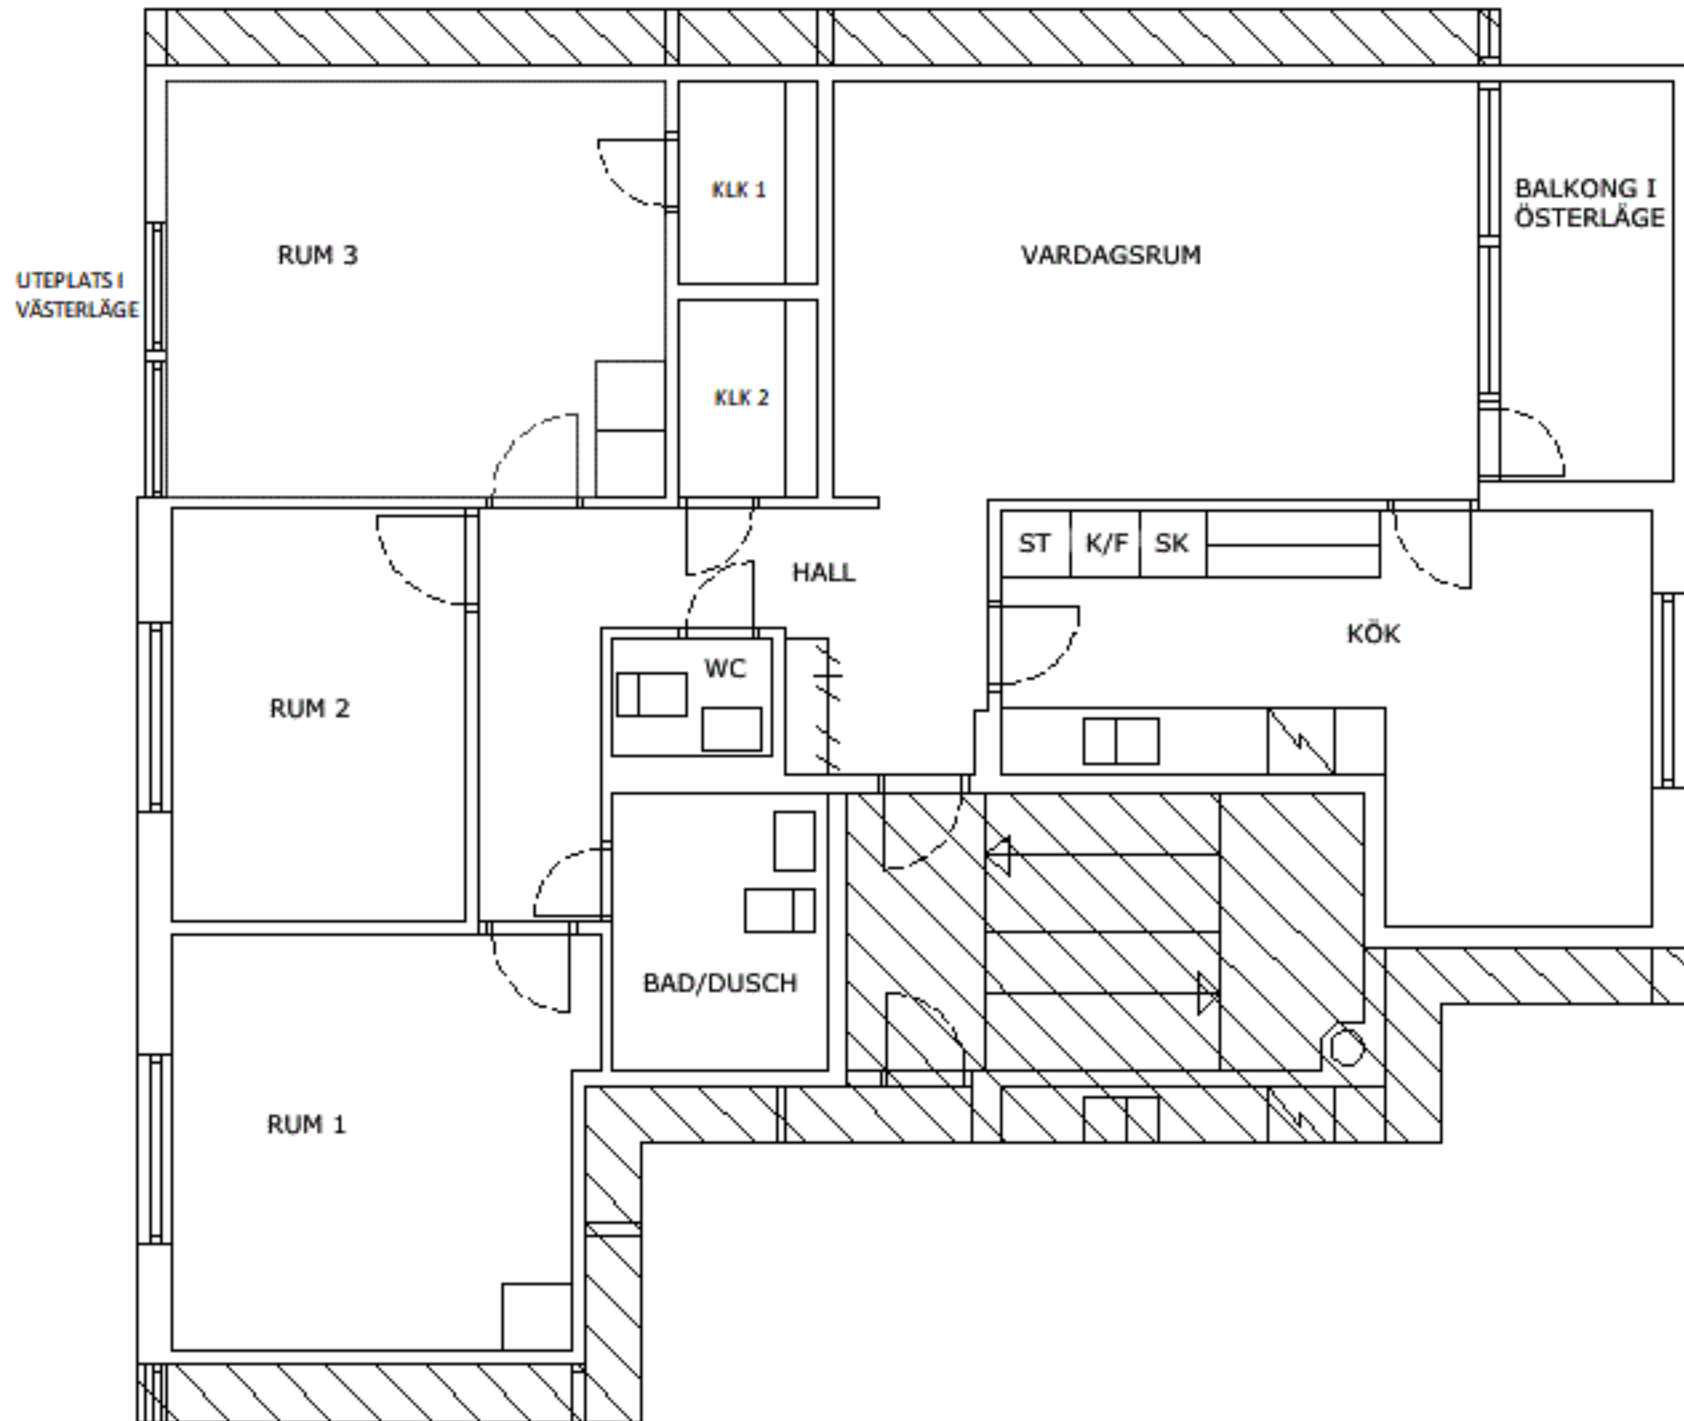 KLK 1
BALKONG I
ÖSTERLÄGE
RUM 3
VARDAGSRUM
UTEPLATS I
VÄSTERLÄGE
KLK 2
ST K/F SK
HALL
KÖK
WC
RUM 2
BAD/DUSCH
RUM 1